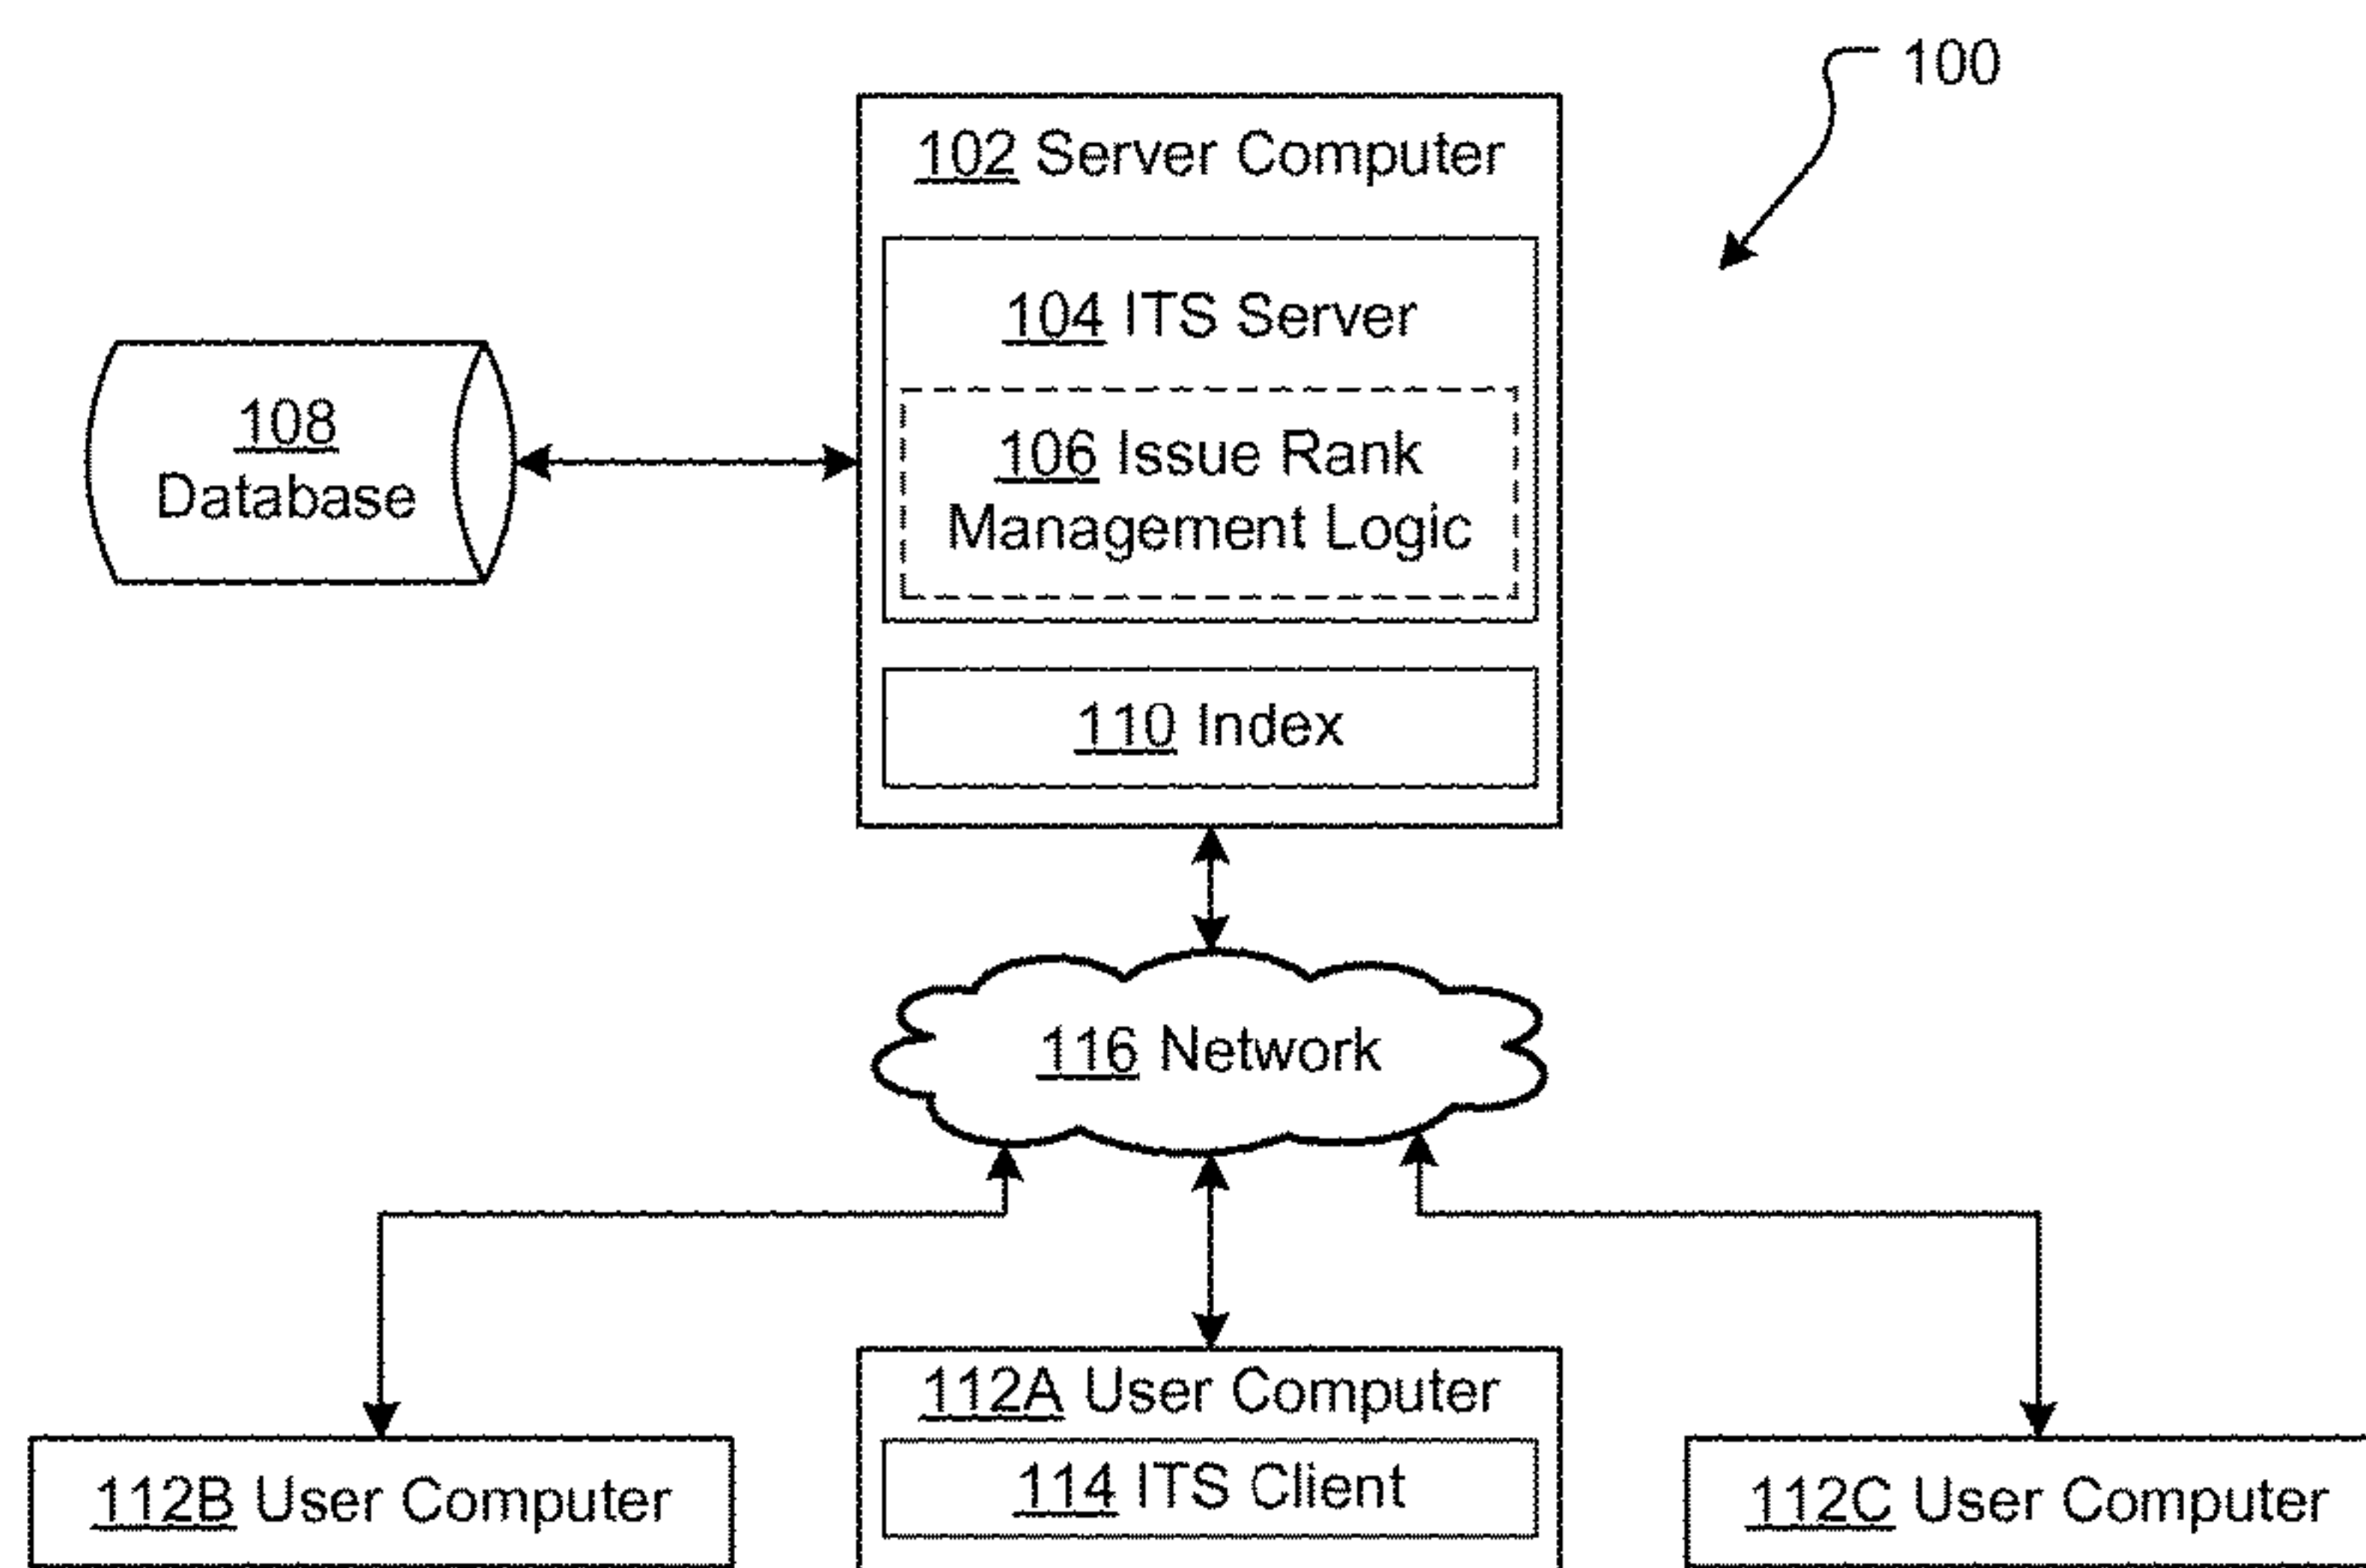 100
102 Server Computer
104 ITS Server
108
Database
106 Issue Rank
Management Logic
110 Index
116 Network
112A User Computer
114 ITS Client
112B User Computer
112C User Computer